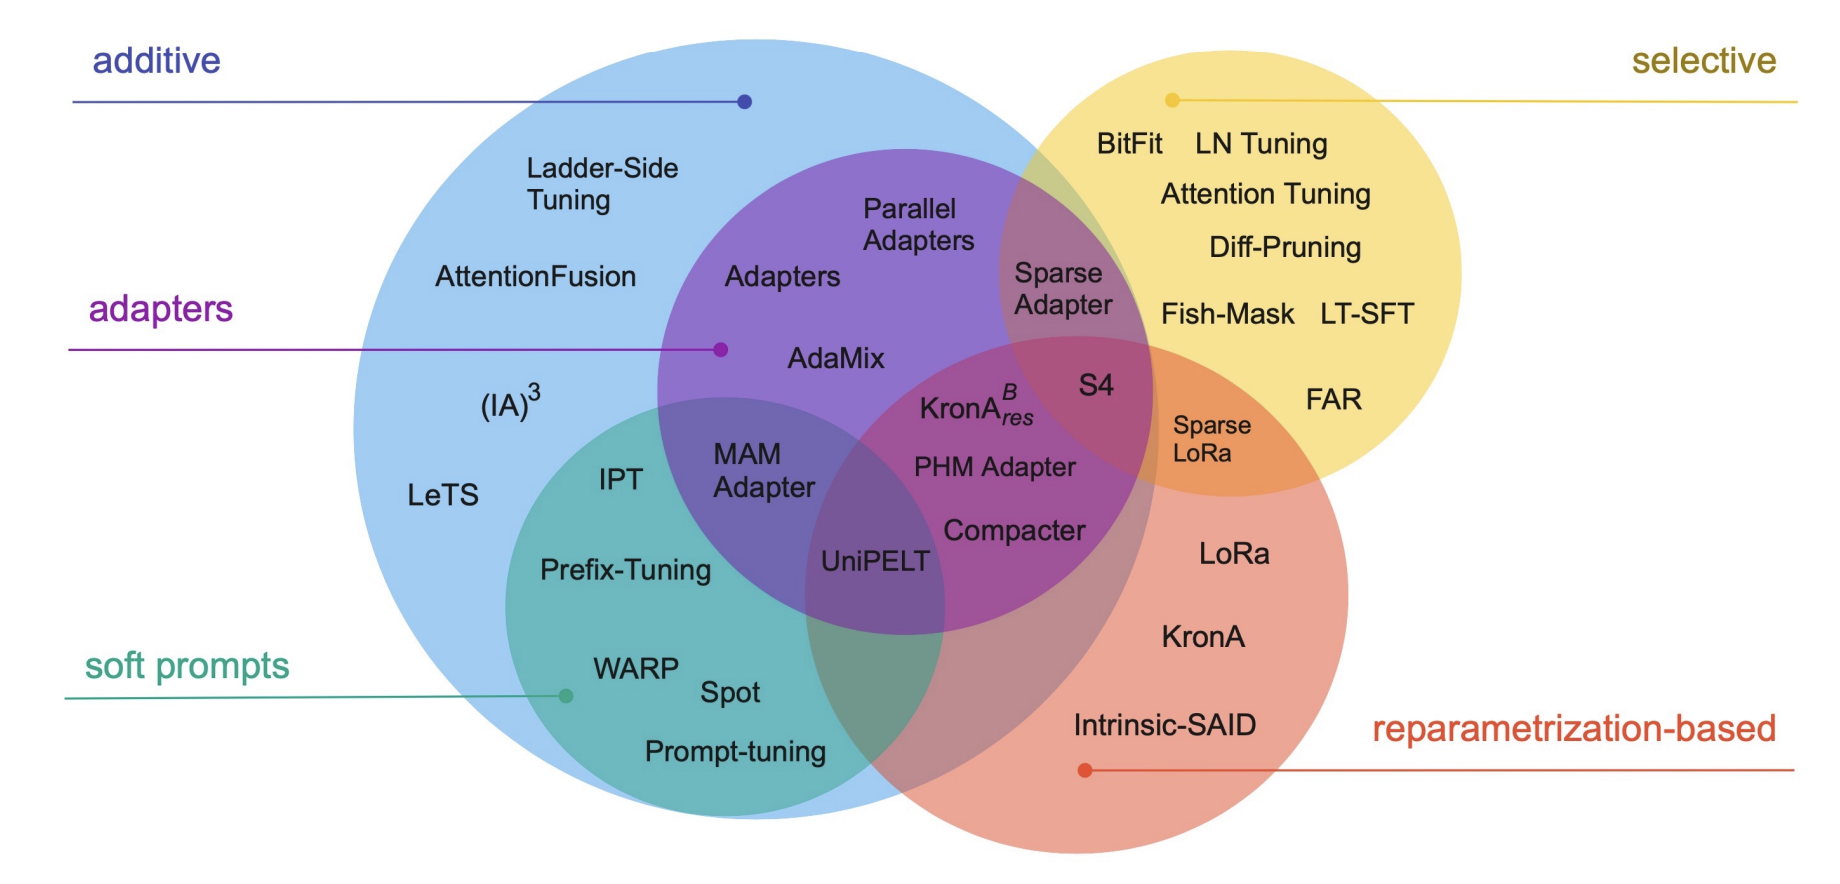 additive
selective
BitFit LN Tuning
Ladder-Side
Tuning
Attention Tuning
Parallel
Adapters
Diff-Pruning
AttentionFusion
Adapters
Sparse
Adapter
adapters
Fish-Mask LT-SFT
AdaMix
S4
(IA)3
KronA B res
FAR
Sparse
LoRa
MAM
Adapter
PHM Adapter
IPT
LeTS
Compacter
UniPELT
LoRa
Prefix-Tuning
KronA
soft prompts
WARP
Spot
Intrinsic-SAID
reparametrization-based
Prompt-tuning